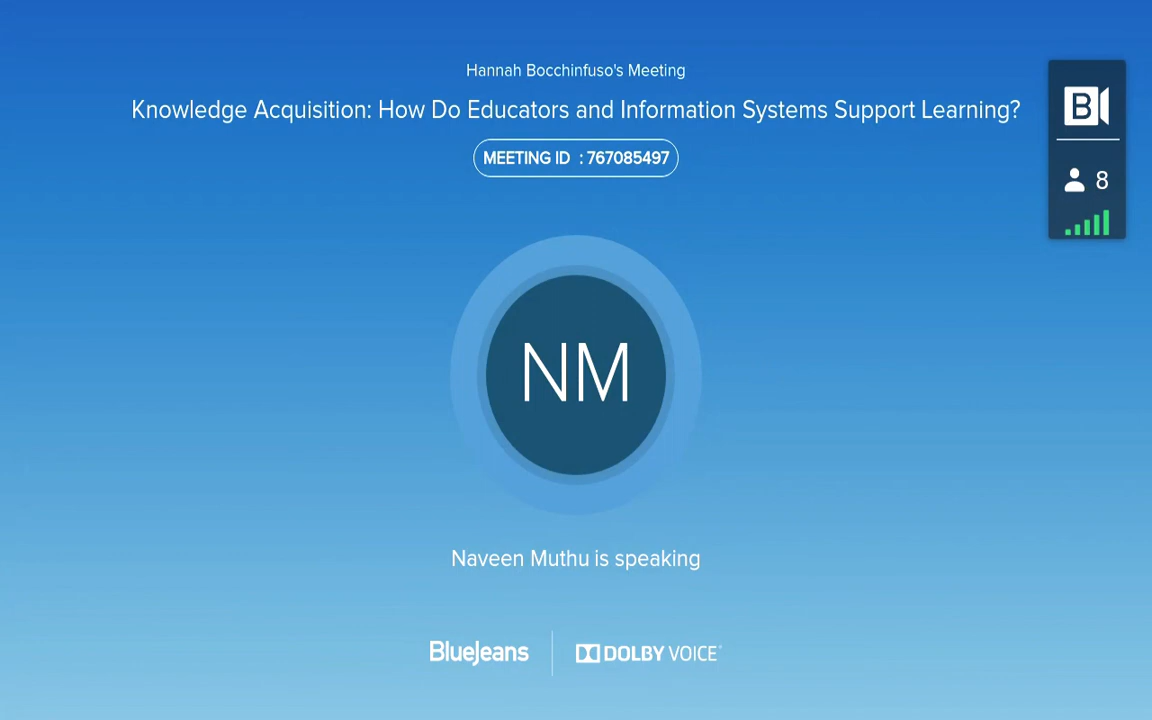 Hannah Bocchinfuso's Meeting
Knowledge Acquisition: How Do Educators and Information Systems Support Learning?
MEETING ID : 767085497
B
8
NM
Naveen Muthu is speaking
BlueJeans
DOLBY VOICE